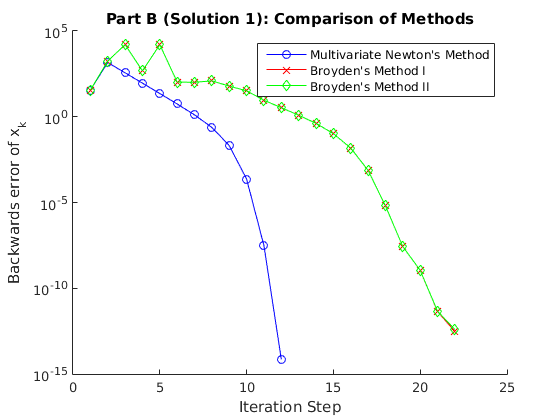 Part B (Solution 1): Comparison of Methods
10^5
10^0
10^-5
10^-10
10^-15
Backwards error of x_k
Multivariate Newton's Method
Broyden's Method I
Broyden's Method II
0
5
10
15
20
25
Iteration Step